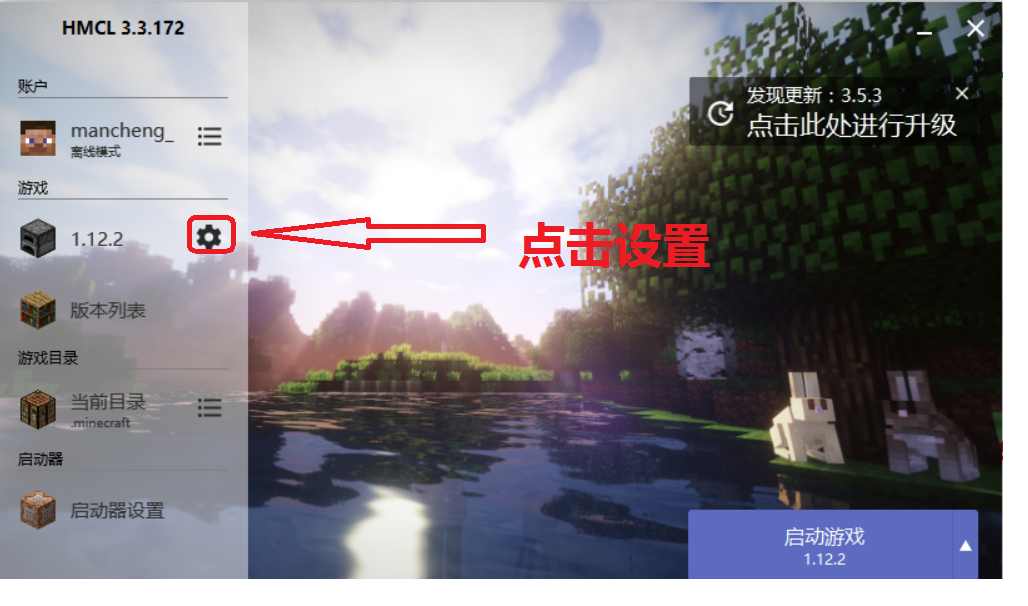 HMCL 3.3.172
账户
mancheng_
离线模式
游戏
1.12.2
版本列表
游戏目录
当前目录
.minecraft
启动器
启动器设置
发现更新：3.5.3
点击此处进行升级
点击设置
启动游戏
1.12.2